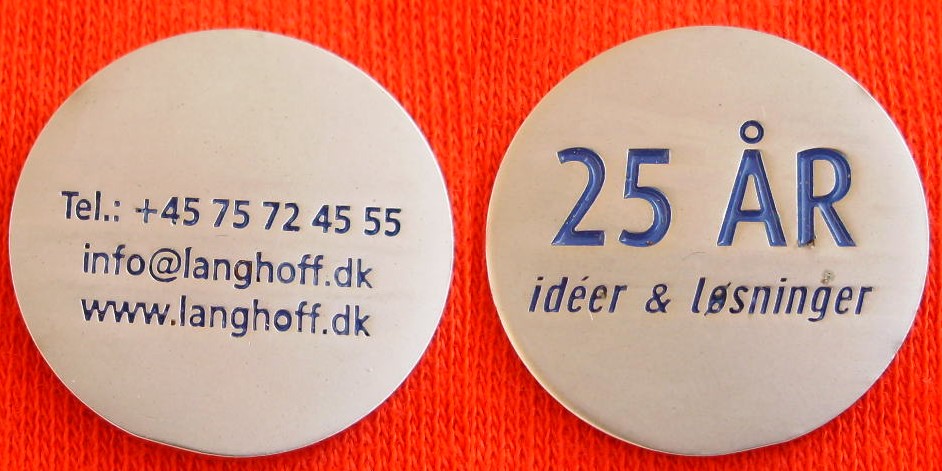 Tel.: +45 75 72 45 55
info@langhoff.dk
www.langhoff.dk
25 ÅR
idéer & løsninger